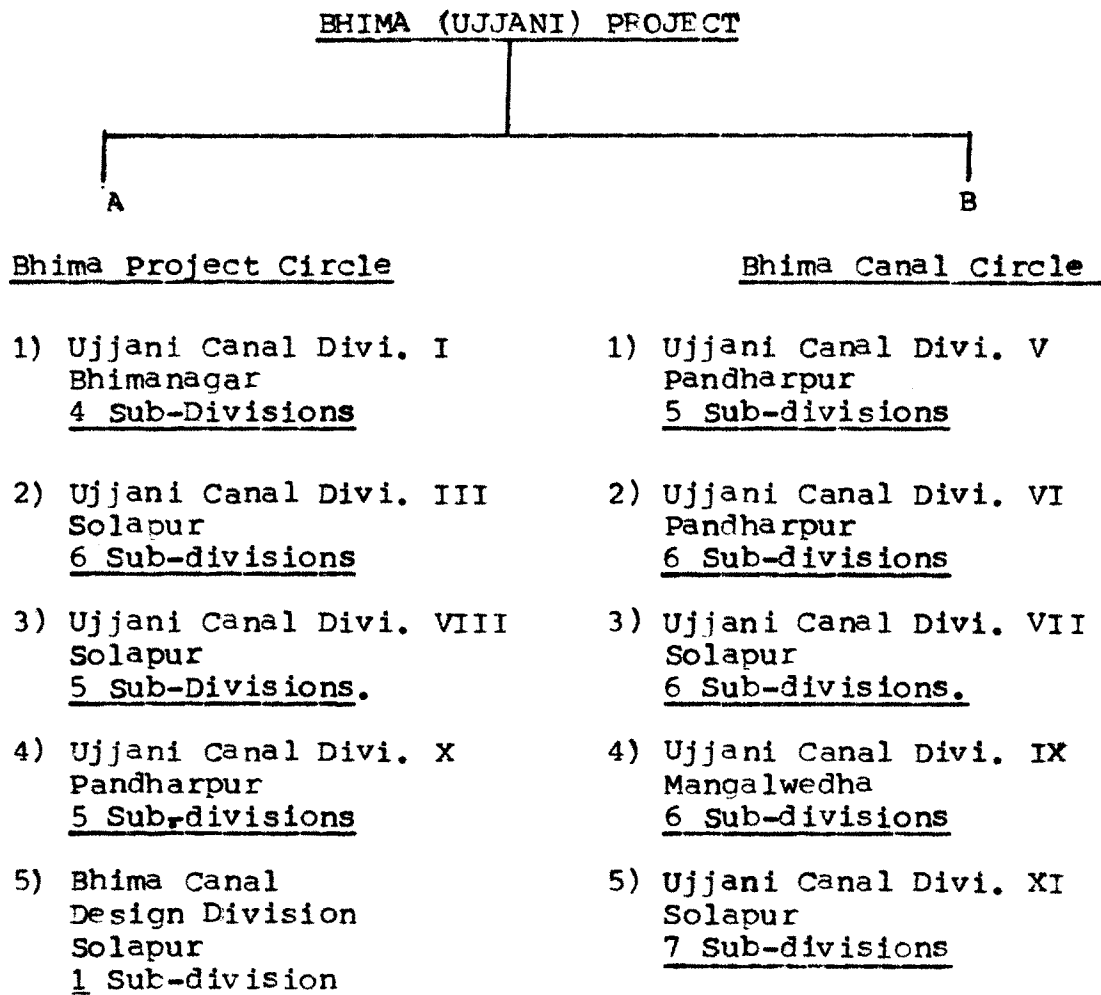 BHIMA (UJJANI) PROJECT
A
B
Bhima Project Circle
1) Ujjani Canal Divi. I
Bhimanagar
4 Sub-Divisions
2) Ujjani Canal Divi. III
Solapur
6 Sub-divisions
3) Ujjani Canal Divi. VIII
Solapur
5 Sub-Divisions.
4) Ujjani Canal Divi. X
Pandharpur
5 Sub-divisions
5) Bhima Canal
Design Division
Solapur
1 Sub-division
Bhima Canal Circle
1) Ujjani Canal Divi. V
Pandharpur
5 Sub-divisions
2) Ujjani Canal Divi. VI
Pandharpur
6 Sub-divisions
3) Ujjani Canal Divi. VII
Solapur
6 Sub-divisions.
4) Ujjani Canal Divi. IX
Mangalwedha
6 Sub-divisions
5) Ujjani Canal Divi. XI
Solapur
7 Sub-divisions